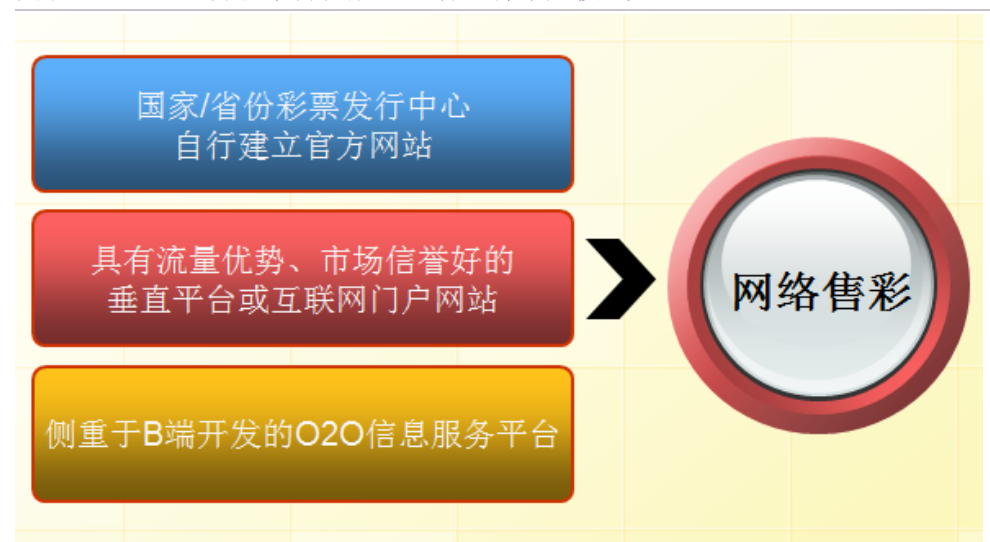 国家/省份彩票发行中心
自行建立官方网站
具有流量优势、市场信誉好的
垂直平台或互联网门户网站
网络售彩
侧重于B端开发的O2O信息服务平台